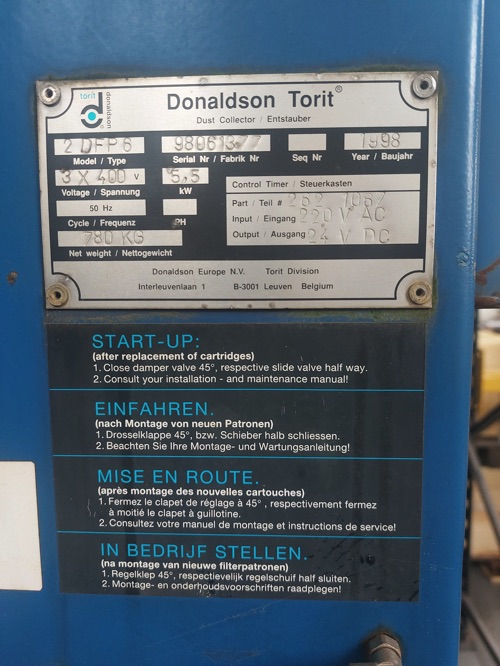 torit
donaldson
d
Donaldson Torit®
Dust Collector / Entstauber
2 DFP 6 98061377 1998
Model / Type Serial Nr / Fabrik Nr Seq Nr Year / Baujahr
3 X 400 V 5,5
Voltage / Spannung kW
Control Timer / Steuerkasten
50 Hz
Part / Teil #
Cycle / Frequenz PH
Input / Eingang 220 V AC
780 KG
Output / Ausgang 24 V DC
Net weight / Nettogewicht
Donaldson Europe N.V. Torit Division
Interleuvenlaan 1 B-3001 Leuven Belgium
START-UP:
(after replacement of cartridges)
1. Close damper valve 45°, respective slide valve half way.
2. Consult your installation - and maintenance manual!
EINFAHREN.
(nach Montage von neuen Patronen)
1. Drosselklappe 45°, bzw. Schieber halb schliessen.
2. Beachten Sie Ihre Montage- und Wartungsanleitung!
MISE EN ROUTE.
(après montage des nouvelles cartouches)
1. Fermez le clapet de réglage à 45°, respectivement fermez
à moitié le clapet à guillotine.
2. Consultez votre manuel de montage et instructions de service!
IN BEDRIJF STELLEN.
(na montage van nieuwe filterpatronen)
1. Regelklep 45°, respectievelijk regelschuif half sluiten.
2. Montage- en onderhoudsvoorschriften raadplegen!